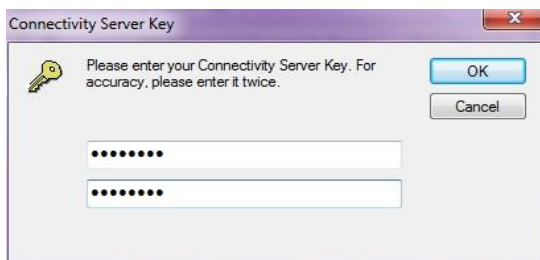 Connectivity Server Key
Please enter your Connectivity Server Key. For
accuracy, please enter it twice.
OK
Cancel
••••••••
••••••••